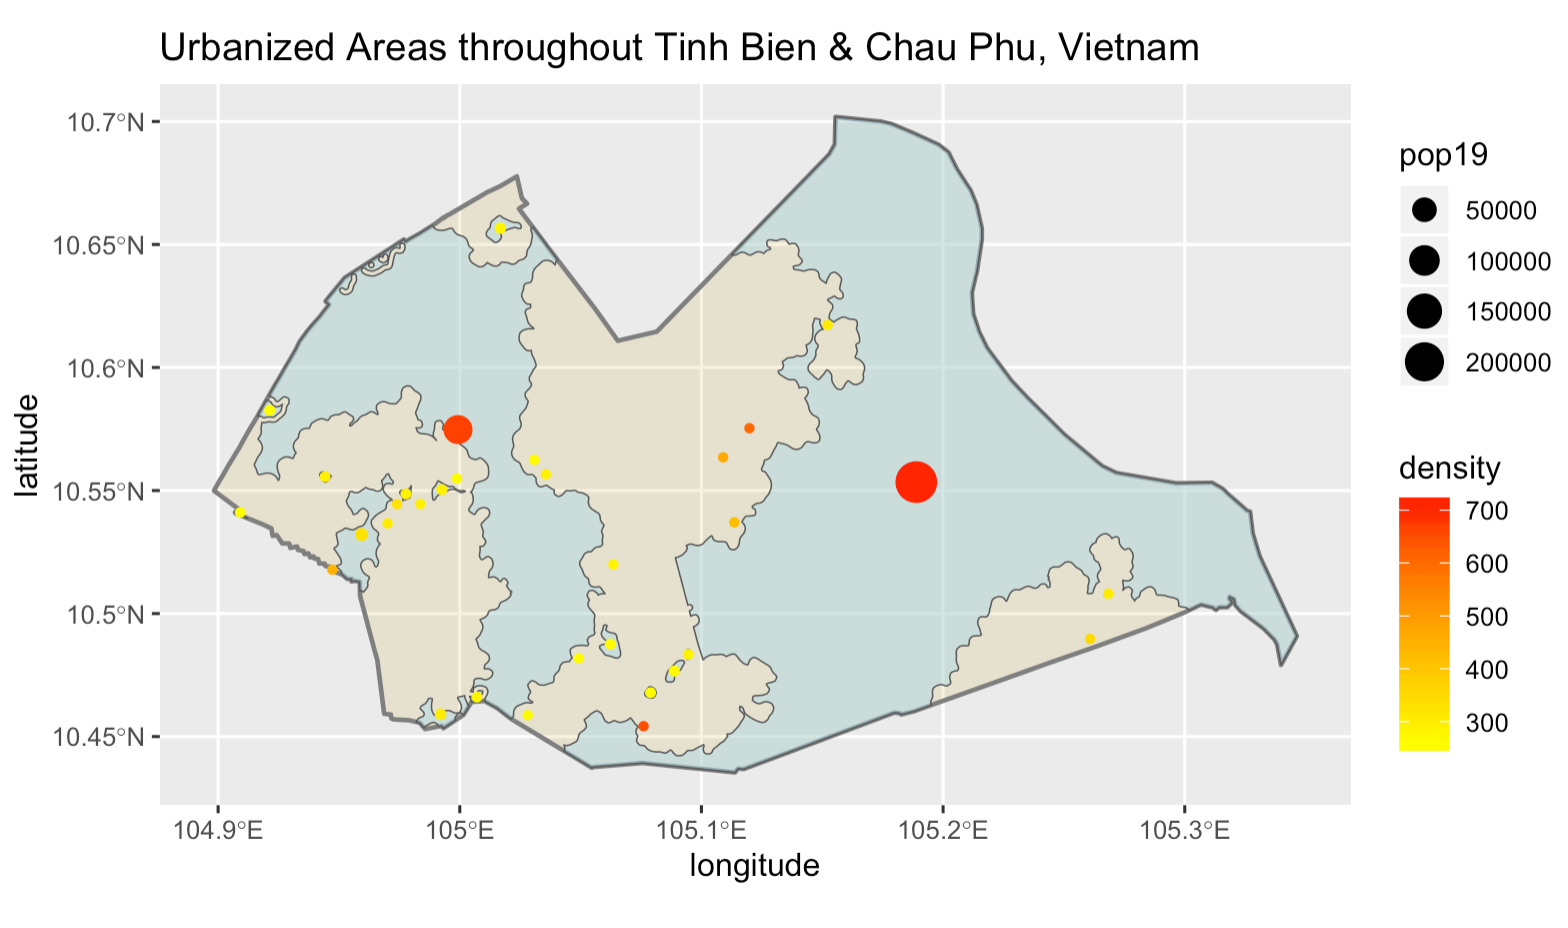 Urbanized Areas throughout Tinh Bien & Chau Phu, Vietnam
10.7°N
10.65°N
10.6°N
10.55°N
10.5°N
10.45°N
latitude
104.9°E
105°E
105.1°E
105.2°E
105.3°E
longitude
pop19
50000
100000
150000
200000
density
700
600
500
400
300